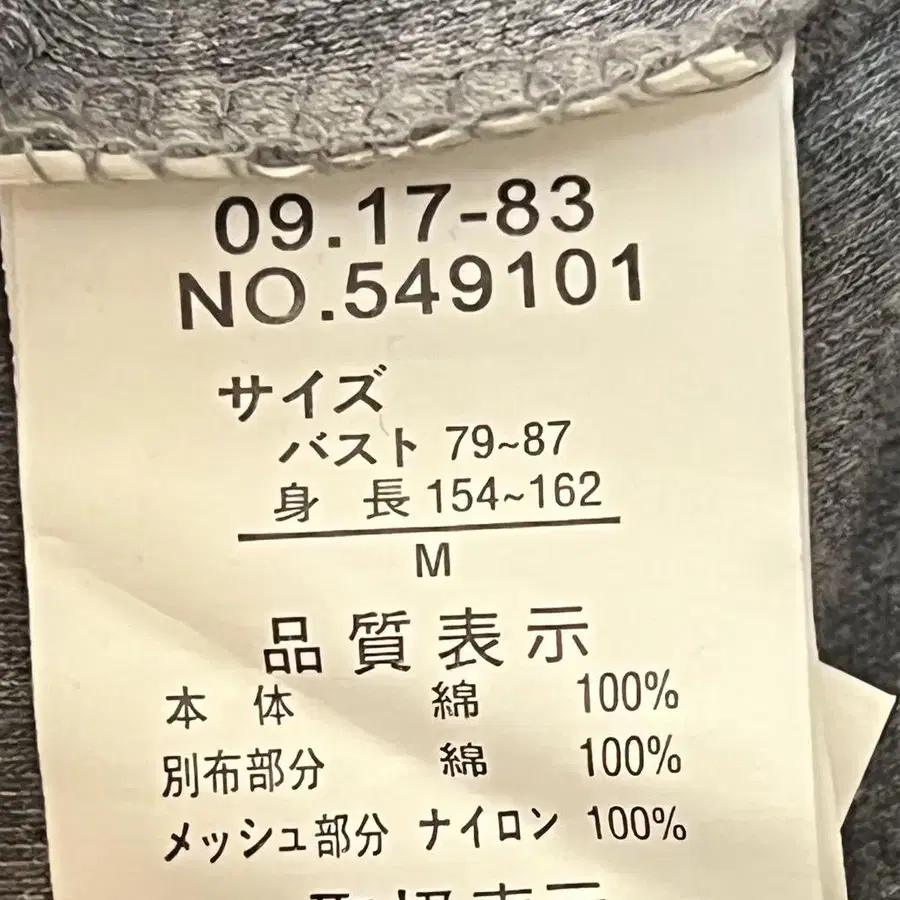 09.17-83
NO.549101
サイズ
バスト 79~87
身 長 154~162
M
品質表示
本 体 綿 100%
別布部分 綿 100%
メッシュ部分 ナイロン 100%